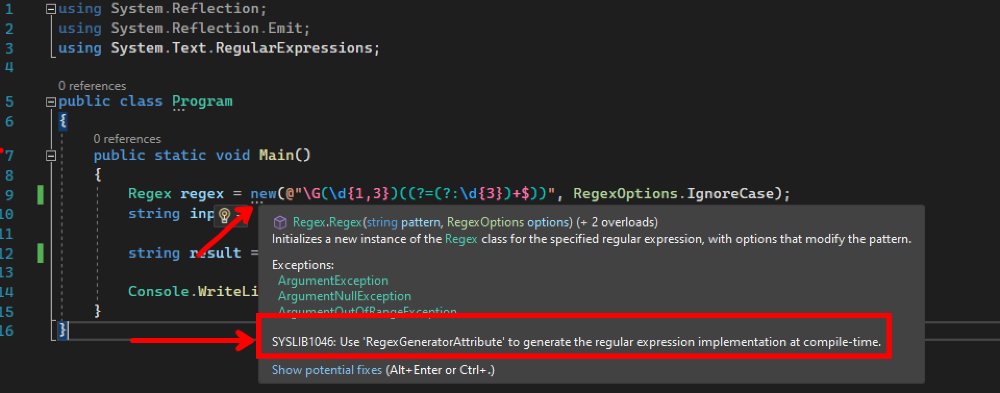 1 using System.Reflection;
2 using System.Reflection.Emit;
3 using System.Text.RegularExpressions;
4
0 references
5 public class Program
6 {
0 references
7 public static void Main()
8 {
9 Regex regex = new(@"\G(\d{1,3})((?=(?:\d{3})+$))", RegexOptions.IgnoreCase);
10 string inp
Regex.Regex(string pattern, RegexOptions options) (+ 2 overloads)
11
Initializes a new instance of the Regex class for the specified regular expression, with options that modify the pattern.
12 string result =
Exceptions:
13
ArgumentException
14 Console.WriteLi
ArgumentNullException
15 }
ArgumentOutOfRangeException
16 }
SYSLIB1046: Use 'RegexGeneratorAttribute' to generate the regular expression implementation at compile-time.
Show potential fixes (Alt+Enter or Ctrl+.)